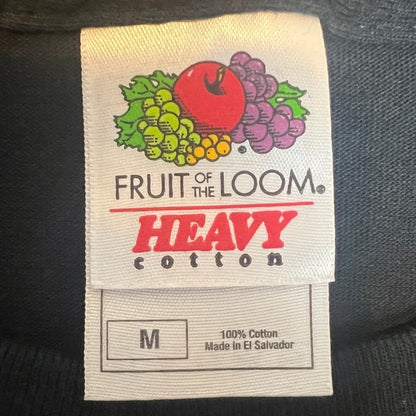 FRUIT OF THE LOOM®
HEAVY
cotton
M
100% Cotton
Made in El Salvador